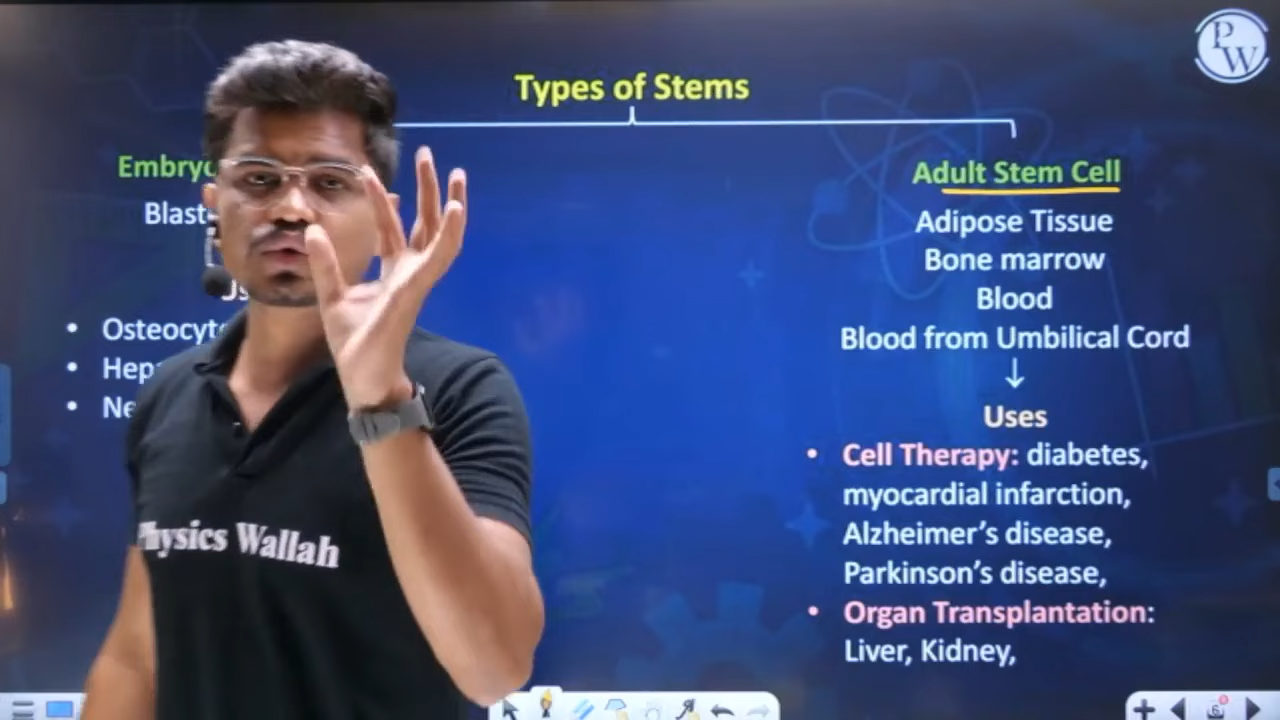 PW
Types of Stems
Adult Stem Cell
Adipose Tissue
Bone marrow
Blood
Blood from Umbilical Cord
↓
Uses
• Cell Therapy: diabetes,
myocardial infarction,
Alzheimer's disease,
Parkinson's disease,
• Organ Transplantation:
Liver, Kidney,
Physics Wallah